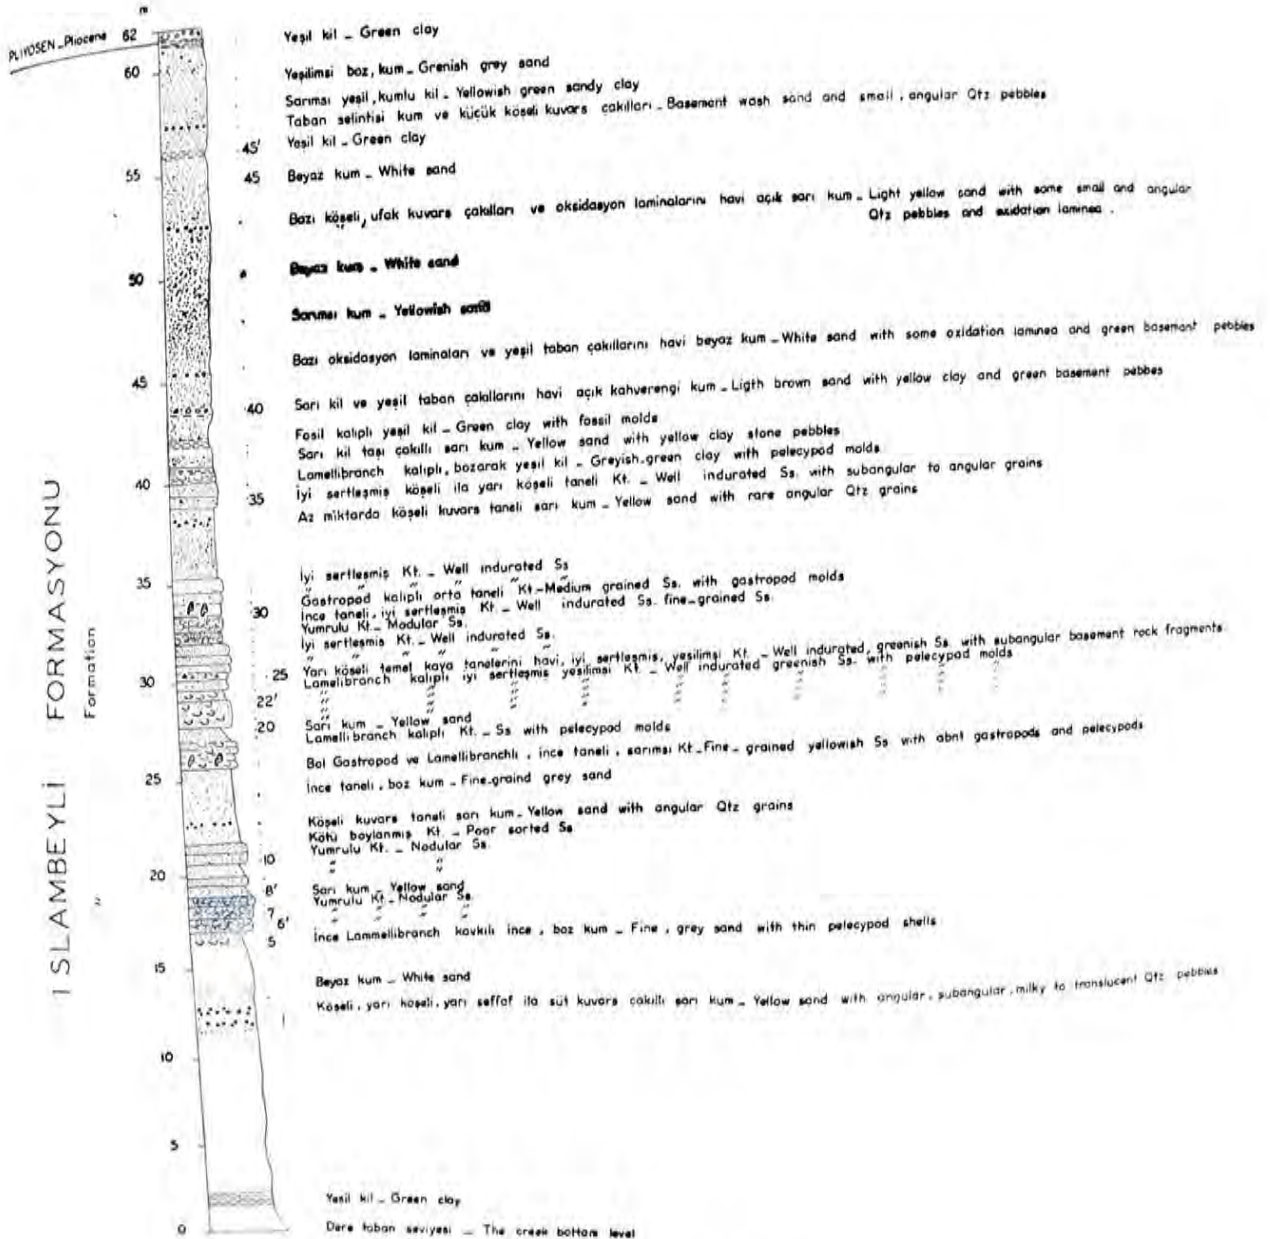 m
PLİYOSEN - Pliocene 62
Yeşil kil - Green clay
60
Yeşilimsi boz, kum - Grenish grey sand
Sarımsı yeşil, kumlu kil - Yellowish green sandy clay
Taban selintisi kum ve küçük köşeli kuvars çakılları - Basement wash sand and small, angular Qtz pebbles
45' Yeşil kil - Green clay
55 45 Beyaz kum - White sand
Bazı köşeli, ufak kuvars çakılları ve oksidasyon laminalarını havi açık sarı kum - Light yellow sand with some small and angular
Qtz pebbles and oxidation laminea.
50 Beyaz kum - White sand
Sarımsı kum - Yellowish sand
Bazı oksidasyon laminaları ve yeşil taban çakıllarını havi beyaz kum - White sand with some oxidation laminea and green basement pebbles
45
40 Sarı kil ve yeşil taban çakıllarını havi açık kahverengi kum - Ligth brown sand with yellow clay and green basement pebbes
Fosil kalıplı yeşil kil - Green clay with fossil molds
Sarı kil taşı çakıllı sarı kum - Yellow sand with yellow clay stone pebbles
Lamellibranch kalıplı, bozarak yeşil kil - Greyish-green clay with pelecypod molds
40 İyi sertleşmiş köşeli ila yarı köşeli taneli Kt. - Well indurated Ss. with subangular to angular grains
35 Az miktarda köşeli kuvars taneli sarı kum - Yellow sand with rare angular Qtz grains
İyi sertleşmiş Kt. - Well indurated Ss
" " " " "
35 Gastropod kalıplı orta taneli Kt - Medium grained Ss. with gastropod molds
30 İnce taneli, iyi sertleşmiş Kt. - Well indurated Ss. fine-grained Ss.
Yumrulu Kt. - Modular Ss.
İyi sertleşmiş Kt. - Well indurated Ss.
" " " " "
25 Yarı köşeli temel kaya tanelerini havi, iyi sertleşmiş, yeşilimsi Kt. - Well indurated, greenish Ss. with subangular basement rock fragments.
30 Lamelibranch kalıplı iyi sertleşmiş yeşilimsi Kt. - Well indurated greenish Ss. with pelecypod molds
22' " " " " " " " " " "
20 Sarı kum - Yellow sand
Lamellibranch kalıplı Kt. - Ss with pelecypod molds
Bol Gastropod ve Lamellibranchlı, ince taneli, sarımsı Kt - Fine-grained yellowish Ss with abnt gastropods and pelecypods
25 İnce taneli, boz kum - Fine-graind grey sand
Köşeli kuvars taneli sarı kum - Yellow sand with angular Qtz grains
Kötü boylanmış Kt. - Poor sorted Ss.
10 Yumrulu Kt. - Nodular Ss.
" "
" "
20
8' Sarı kum - Yellow sand
7 Yumrulu Kt - Nodular Ss.
6' " " " "
5 İnce Lammellibranch kavkılı ince, boz kum - Fine, grey sand with thin pelecypod shells
15 Beyaz kum - White sand
1 Köşeli, yarı hoşeli, yarı seffaf ila süt kuvars çakıllı sarı kum - Yellow sand with angular, subangular, milky to translucent Qtz pebbles
10
5
Yeşil kil - Green clay
0 Dere taban seviyesi - The creek bottom level
ISLAMBEYLİ FORMASYONU
" Formation